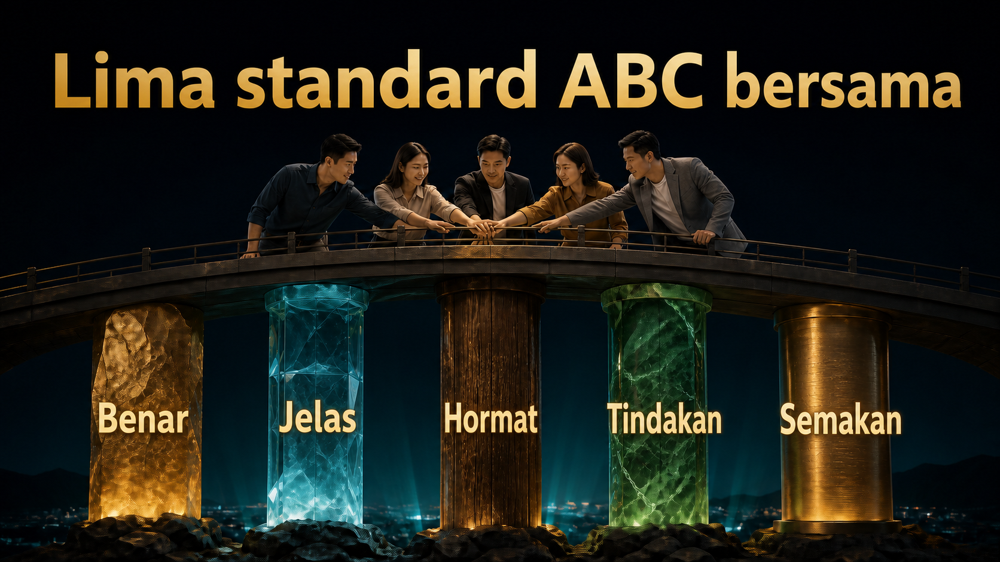 Lima standard ABC bersama
Benar
Jelas
Hormat
Tindakan
Semakan